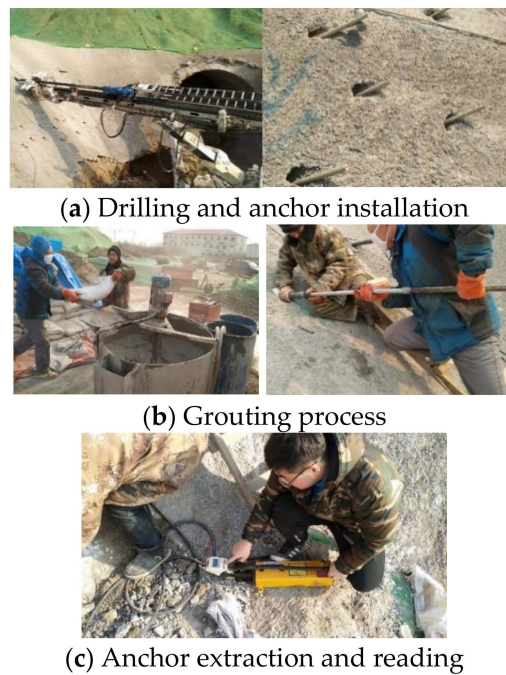 (a) Drilling and anchor installation
(b) Grouting process
(c) Anchor extraction and reading